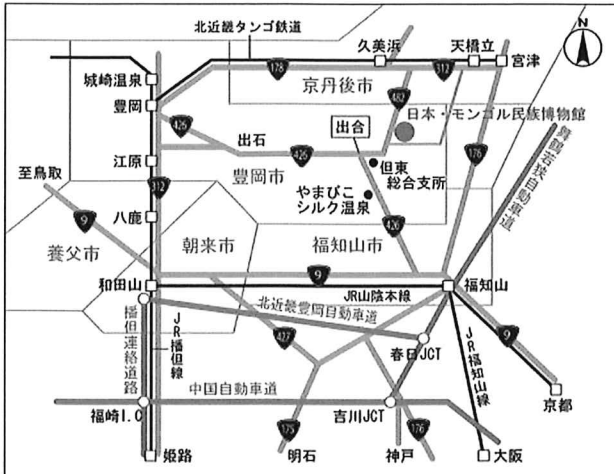 北近畿タンゴ鉄道
久美浜
天橋立
宮津
N
城崎温泉
178
312
京丹後市
482
豊岡
日本・モンゴル民族博物館
426
出石
出合
426
176
舞鶴若狭自動車道
江原
但東
総合支所
豊岡市
至鳥取
312
やまびこ
シルク温泉
9
八鹿
426
養父市
朝来市
福知山市
9
和田山
福知山
JR山陰本線
北近畿豊岡自動車道
播但連絡道路
JR播但線
427
春日JCT
JR福知山線
9
中国自動車道
京都
福崎I.C
吉川JCT
175
176
姫路
明石
神戸
大阪